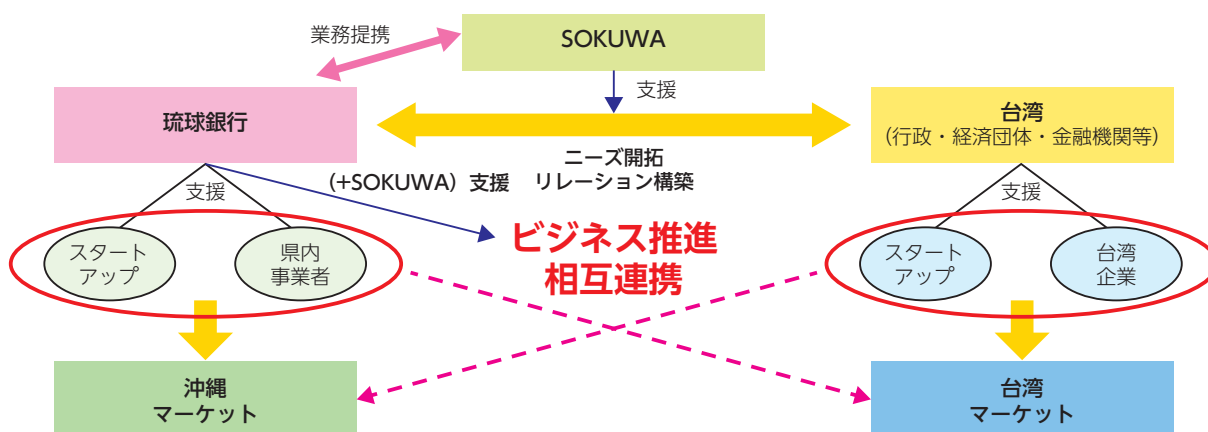 SOKUWA
業務提携
支援
琉球銀行
台湾
(行政・経済団体・金融機関等)
ニーズ開拓
リレーション構築
(+SOKUWA)支援
支援
支援
ビジネス推進
相互連携
スタート
アップ
県内
事業者
スタート
アップ
台湾
企業
沖縄
マーケット
台湾
マーケット